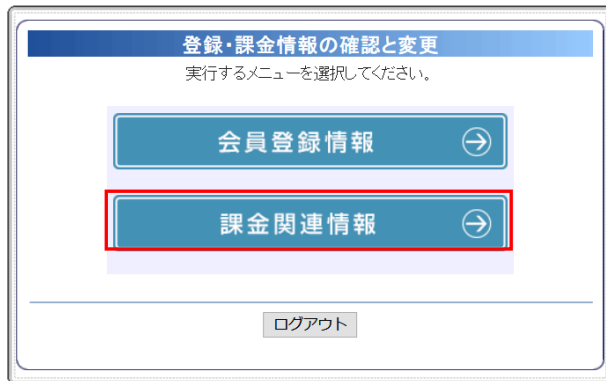 登録・課金情報の確認と変更
実行するメニューを選択してください。
会員登録情報
課金関連情報
ログアウト